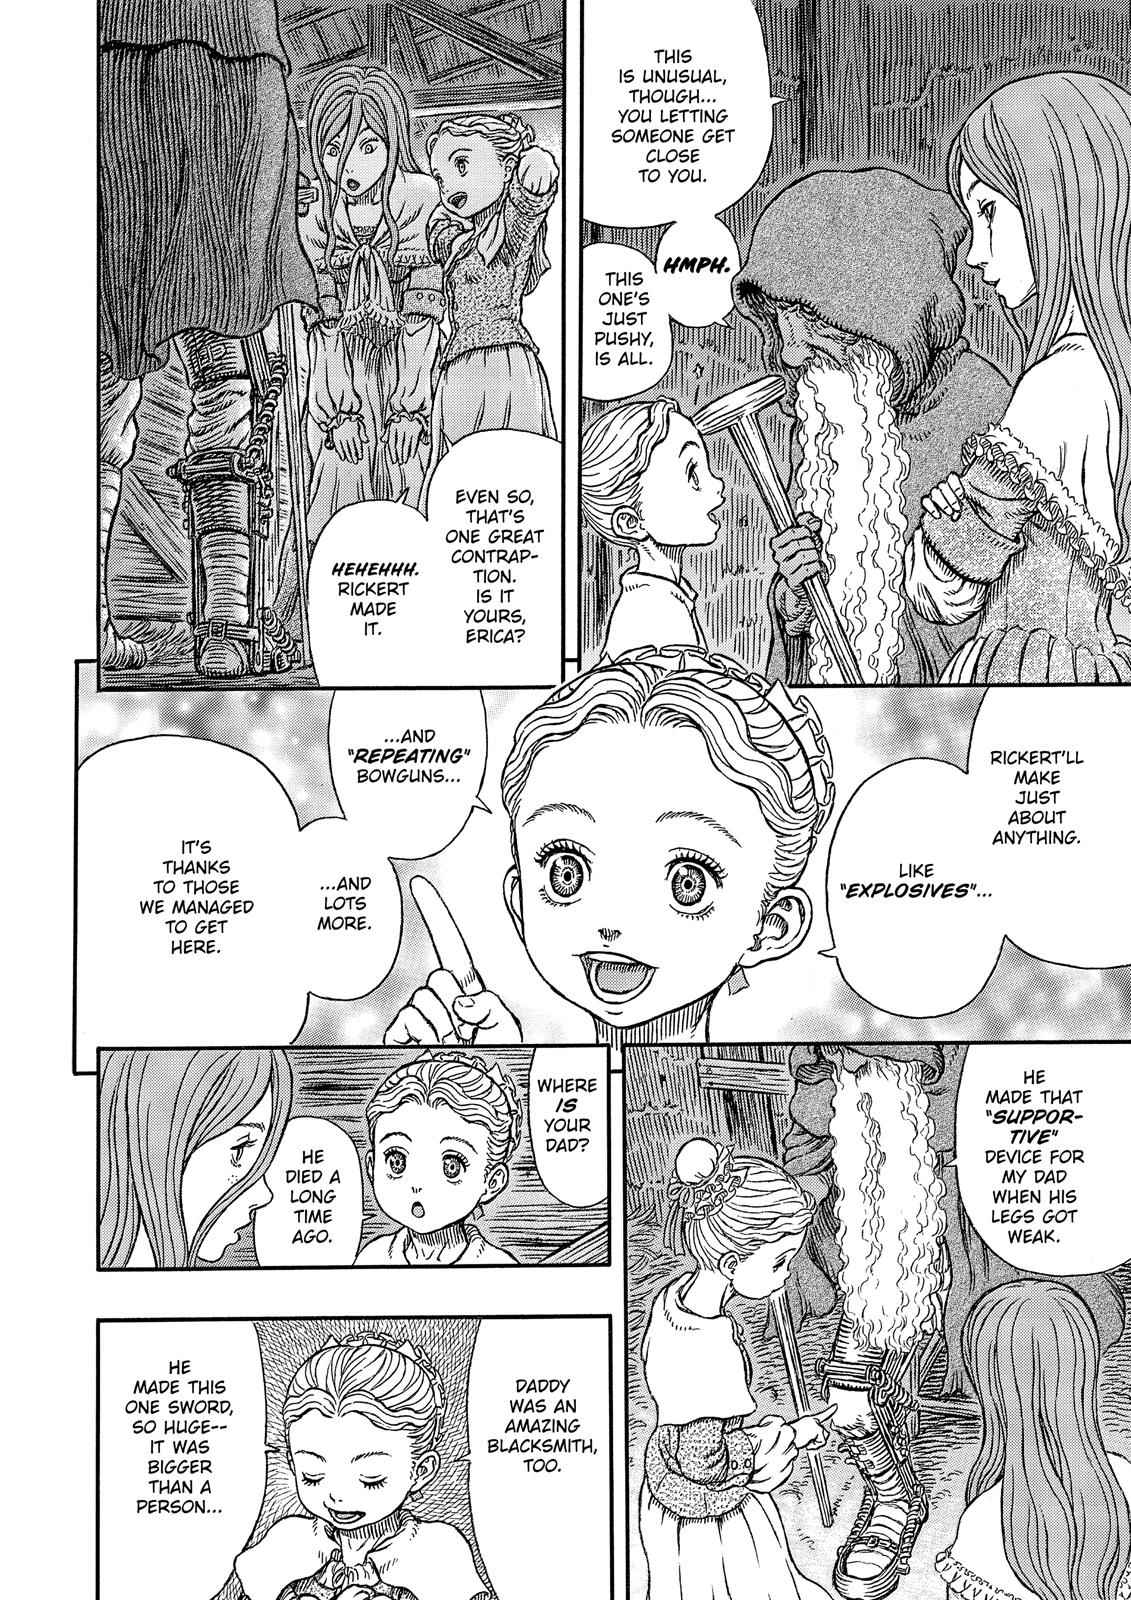 THIS
IS UNUSUAL,
THOUGH...
YOU LETTING
SOMEONE GET
CLOSE
TO YOU.
HMPH.
THIS
ONE'S
JUST
PUSHY,
IS ALL.
EVEN SO,
THAT'S
ONE GREAT
CONTRAP-
TION.
IS IT
YOURS,
ERICA?
HEHEHHH.
RICKERT
MADE
IT.
RICKERT'LL
MAKE
JUST
ABOUT
ANYTHING.
LIKE
"EXPLOSIVES"...
...AND
"REPEATING"
BOWGUNS...
...AND
LOTS
MORE.
IT'S
THANKS
TO THOSE
WE MANAGED
TO GET
HERE.
HE
MADE THAT
"SUPPOR-
TIVE"
DEVICE FOR
MY DAD
WHEN HIS
LEGS GOT
WEAK.
WHERE
IS
YOUR
DAD?
HE
DIED A
LONG
TIME
AGO.
DADDY
WAS AN
AMAZING
BLACKSMITH,
TOO.
HE
MADE THIS
ONE SWORD,
SO HUGE--
IT WAS
BIGGER
THAN A
PERSON...